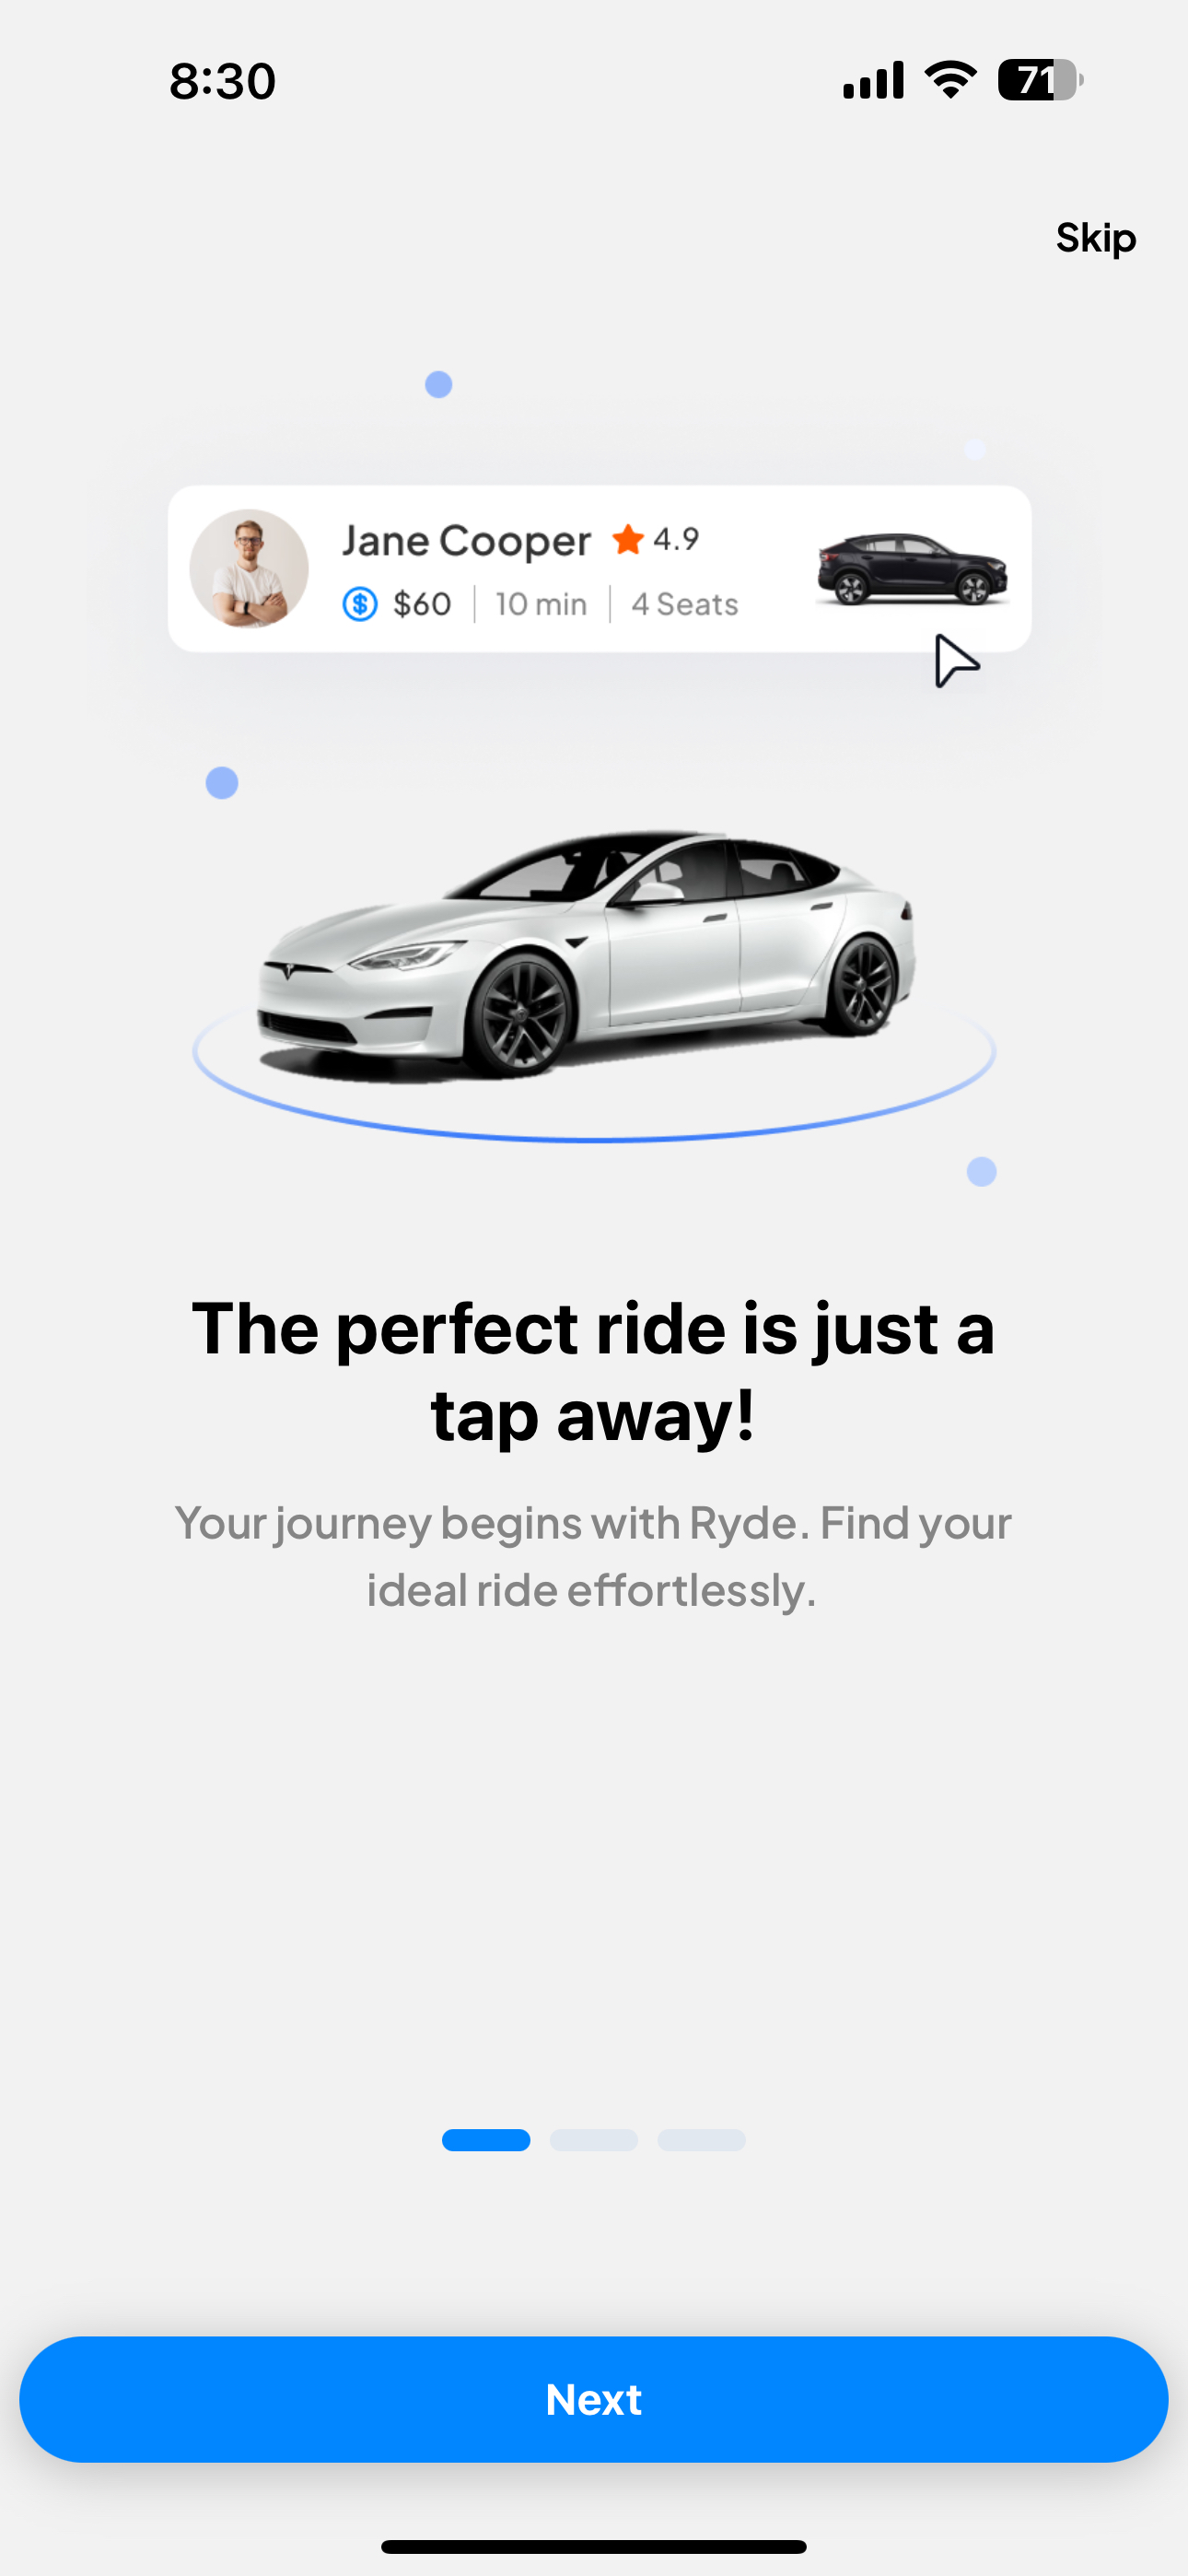 8:30
71
Skip
Jane Cooper 4.9
$60 | 10 min | 4 Seats
The perfect ride is just a
tap away!
Your journey begins with Ryde. Find your
ideal ride effortlessly.
Next